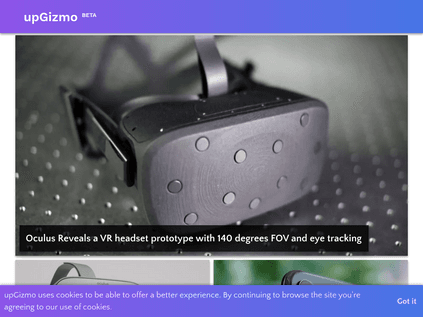 upGizmo BETA
Oculus Reveals a VR headset prototype with 140 degrees FOV and eye tracking
upGizmo uses cookies to be able to offer a better experience. By continuing to browse the site you're
agreeing to our use of cookies
Got it